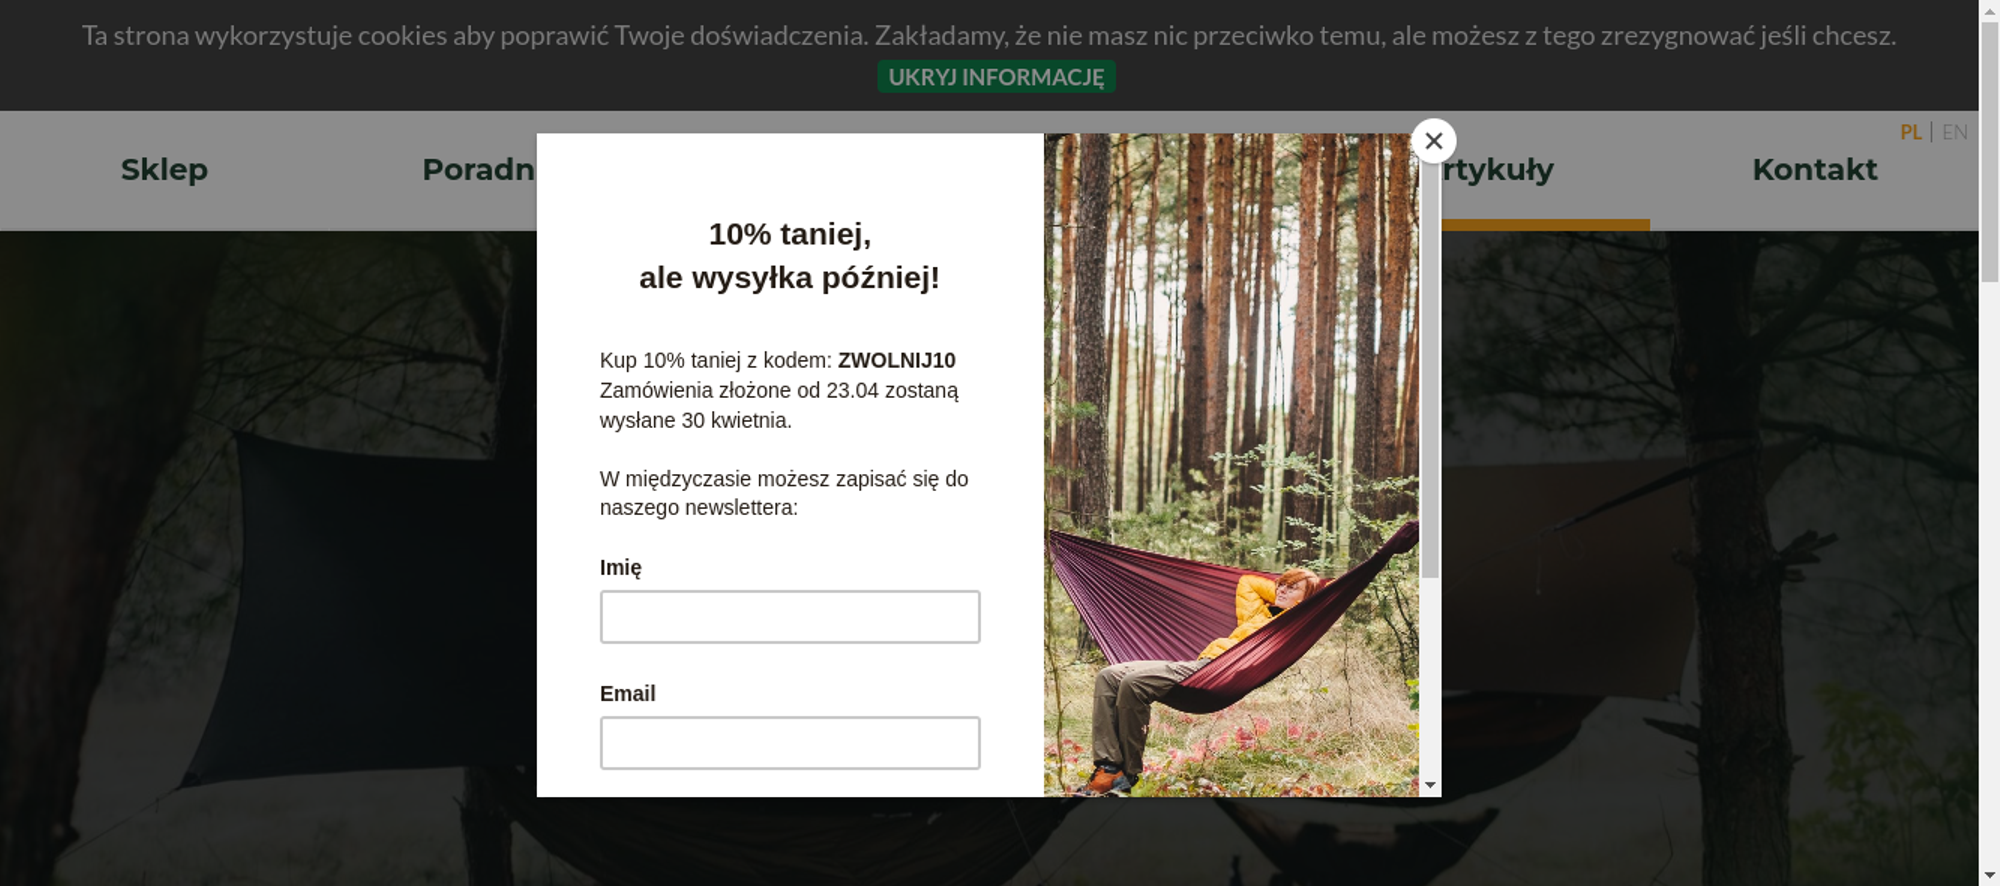 Ta strona wykorzystuje cookies aby poprawić Twoje doświadczenia. Zakładamy, że nie masz nic przeciwko temu, ale możesz z tego zrezygnować jeśli chcesz.
UKRYJ INFORMACJĘ
PL | EN
Sklep
Poradn
rtykuły
Kontakt
10% taniej,
ale wysyłka później!
Kup 10% taniej z kodem: ZWOLNIJ10
Zamówienia złożone od 23.04 zostaną
wysłane 30 kwietnia.
W międzyczasie możesz zapisać się do
naszego newslettera:
Imię
Email